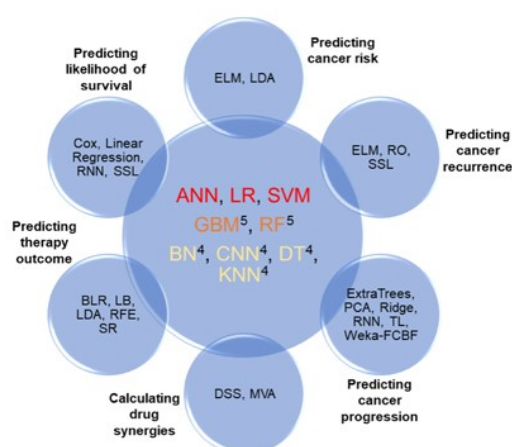 Predicting
likelihood of
survival
Predicting
cancer risk
ELM, LDA
Cox, Linear
Regression,
RNN, SSL
ELM, RO,
SSL
Predicting
cancer
recurrence
ANN, LR, SVM
GBM⁵, RF⁵
BN⁴, CNN⁴, DT⁴,
KNN⁴
Predicting
therapy
outcome
BLR, LB,
LDA, RFE,
SR
ExtraTrees,
PCA, Ridge,
RNN, TL,
Weka-FCBF
Calculating
drug
synergies
DSS, MVA
Predicting
cancer
progression